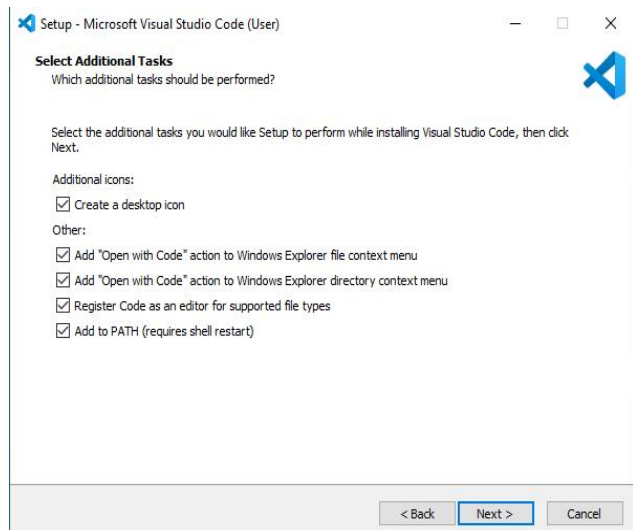 Setup - Microsoft Visual Studio Code (User)
Select Additional Tasks
Which additional tasks should be performed?
Select the additional tasks you would like Setup to perform while installing Visual Studio Code, then click
Next.
Additional icons:
Create a desktop icon
Other:
Add "Open with Code" action to Windows Explorer file context menu
Add "Open with Code" action to Windows Explorer directory context menu
Register Code as an editor for supported file types
Add to PATH (requires shell restart)
< Back Next > Cancel